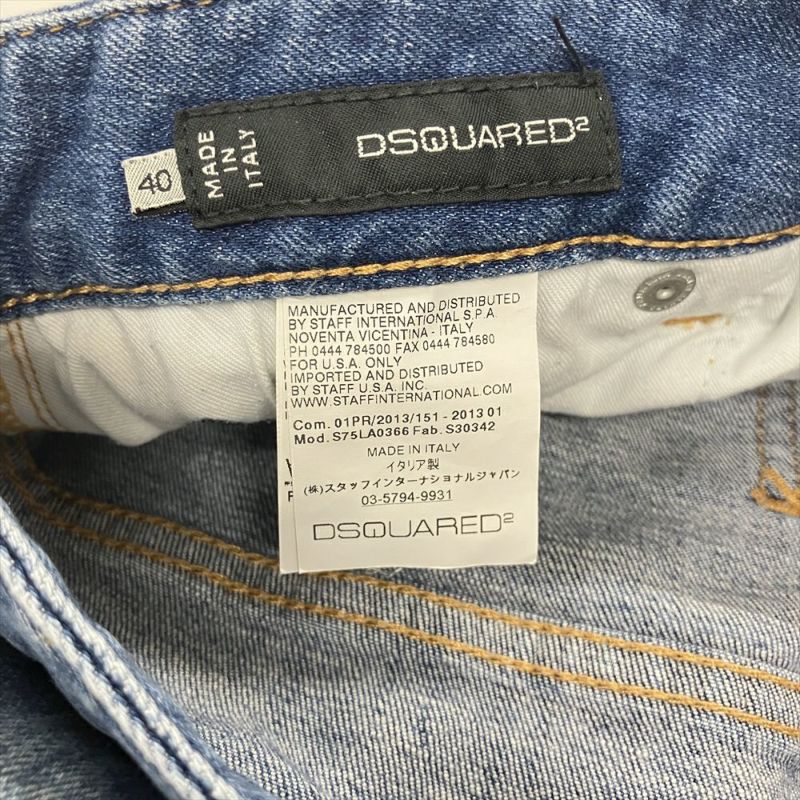 40
MADE
IN
ITALY
DSQUARED²
MANUFACTURED AND DISTRIBUTED
BY STAFF INTERNATIONAL S.P.A.
NOVENTA VICENTINA - ITALY
PH 0444 784500 FAX 0444 784580
FOR U.S.A. ONLY
IMPORTED AND DISTRIBUTED
BY STAFF U.S.A. INC.
WWW.STAFFINTERNATIONAL.COM
Com. 01PR/2013/151 - 2013 01
Mod. S75LA0366 Fab. S30342
MADE IN ITALY
イタリア製
(株)スタッフインターナショナルジャパン
03-5794-9931
DSQUARED²